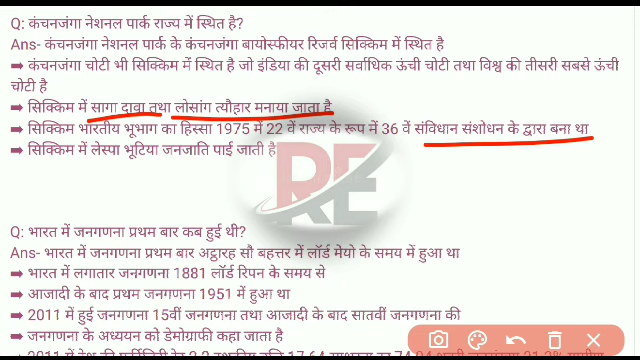 Q: कंचनजंगा नेशनल पार्क राज्य में स्थित है?
Ans- कंचनजंगा नेशनल पार्क के कंचनजंगा बायोस्फीयर रिजर्व सिक्किम में स्थित है
➡ कंचनजंगा चोटी भी सिक्किम में स्थित है जो इंडिया की दूसरी सर्वाधिक ऊंची चोटी तथा विश्व की तीसरी सबसे ऊंची
चोटी है
➡ सिक्किम में सागा दावा तथा लोसांग त्यौहार मनाया जाता है
➡ सिक्किम भारतीय भूभाग का हिस्सा 1975 में 22 वें राज्य के रूप में 36 वें संविधान संशोधन के द्वारा बना था
➡ सिक्किम में लेस्पा भूटिया जनजाति पाई जाती है
RE
Q: भारत में जनगणना प्रथम बार कब हुई थी?
Ans- भारत में जनगणना प्रथम बार अट्ठारह सौ बहत्तर में लॉर्ड मेयो के समय में हुआ था
➡ भारत में लगातार जनगणना 1881 लॉर्ड रिपन के समय से
➡ आजादी के बाद प्रथम जनगणना 1951 में हुआ था
➡ 2011 में हुई जनगणना 15वीं जनगणना तथा आजादी के बाद सातवीं जनगणना की
➡ जनगणना के अध्ययन को डेमोग्राफी कहा जाता है